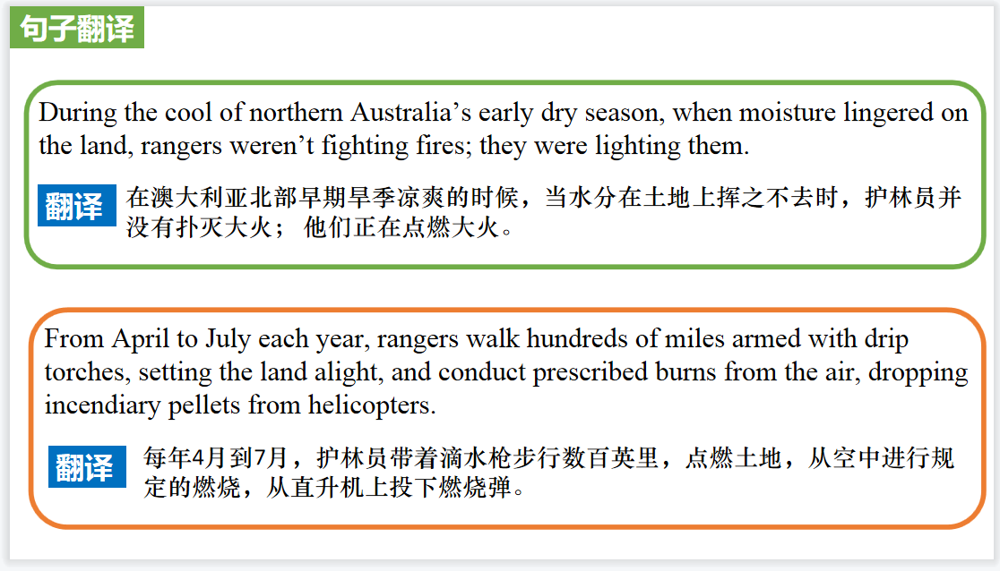 句子翻译
During the cool of northern Australia’s early dry season, when moisture lingered on
the land, rangers weren’t fighting fires; they were lighting them.
翻译
在澳大利亚北部早期旱季凉爽的时候，当水分在土地上挥之不去时，护林员并
没有扑灭大火； 他们正在点燃大火。
From April to July each year, rangers walk hundreds of miles armed with drip
torches, setting the land alight, and conduct prescribed burns from the air, dropping
incendiary pellets from helicopters.
翻译
每年4月到7月，护林员带着滴水枪步行数百英里，点燃土地，从空中进行规
定的燃烧，从直升机上投下燃烧弹。